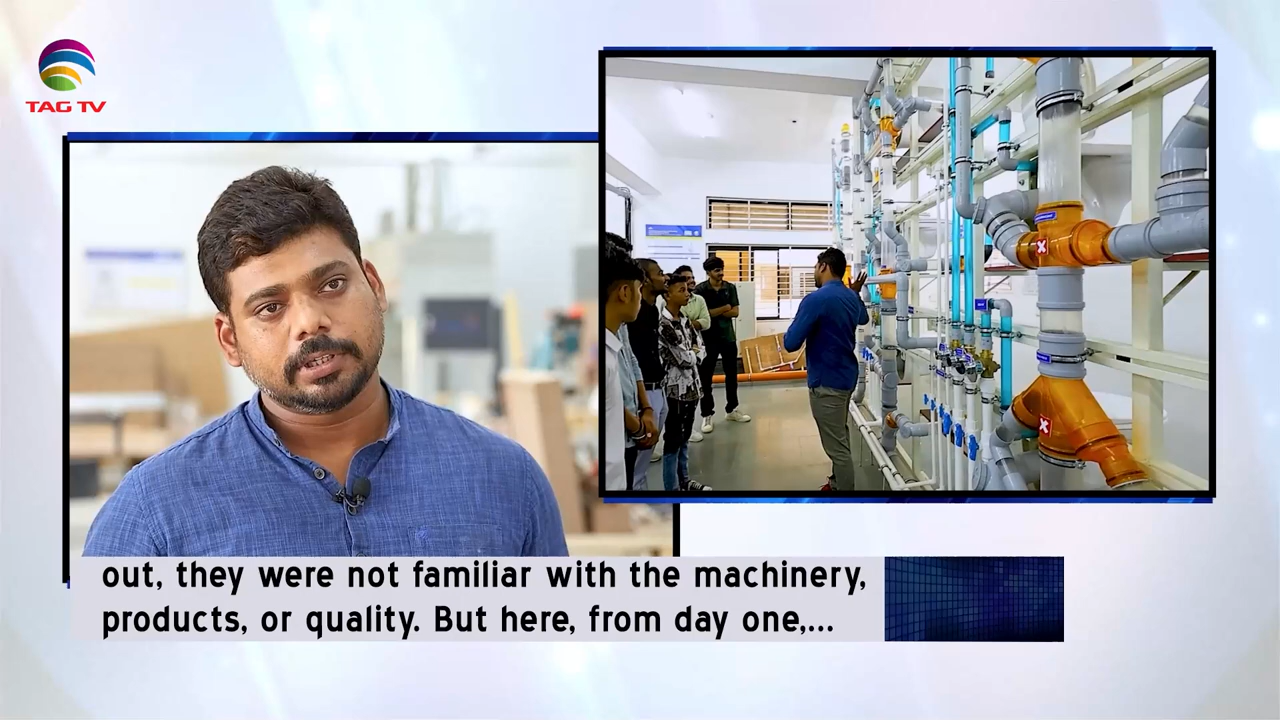 TAG TV
out, they were not familiar with the machinery,
products, or quality. But here, from day one,...